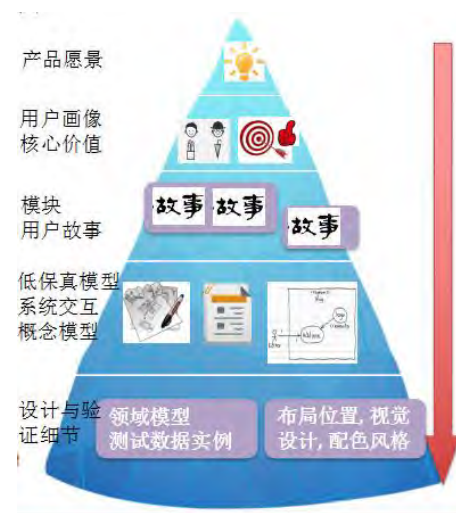 产品愿景
用户画像
核心价值
模块
用户故事
故事
故事
故事
低保真模型
系统交互
概念模型
设计与验
证细节
领域模型
测试数据实例
布局位置,视觉
设计,配色风格